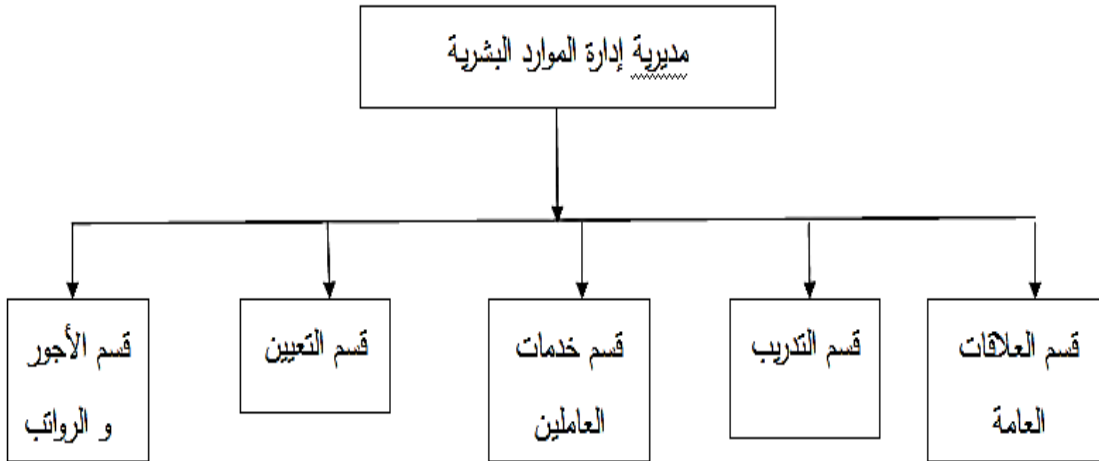 مديرية إدارة الموارد البشرية
قسم العلاقات
العامة
قسم التدريب
قسم خدمات
العاملين
قسم التعيين
قسم الأجور
و الرواتب